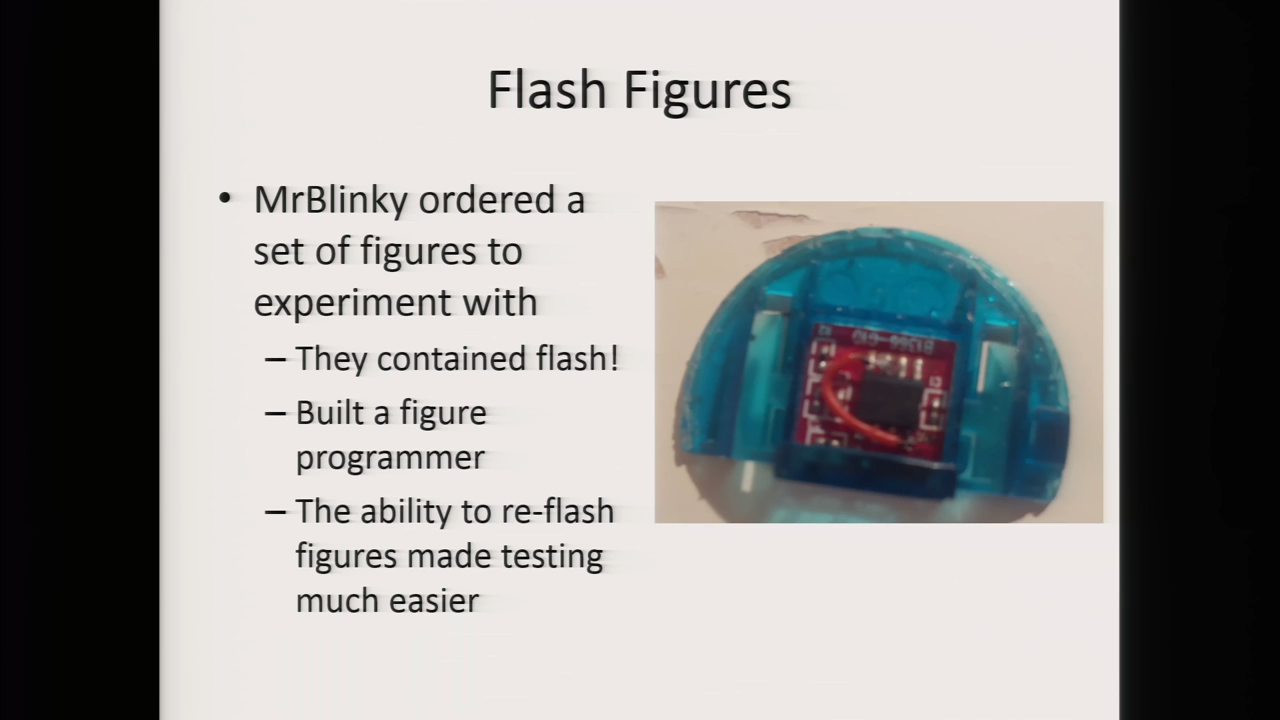 Flash Figures
• MrBlinky ordered a
set of figures to
experiment with
– They contained flash!
– Built a figure
programmer
– The ability to re-flash
figures made testing
much easier